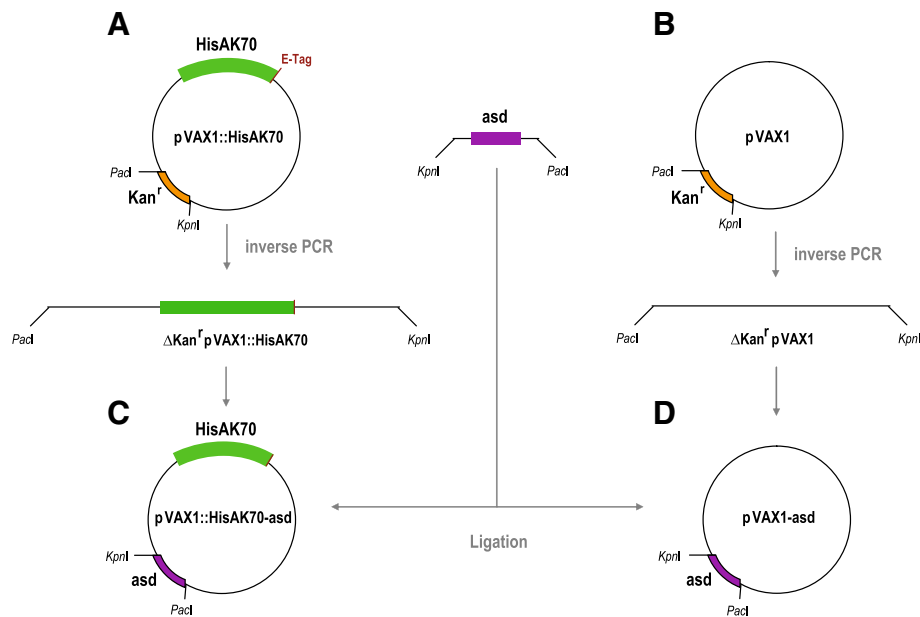 A
HisAK70
E-Tag
pVAX1::HisAK70
PacI
Kanʳ
KpnI
inverse PCR
asd
KpnI
PacI
B
pVAX1
PacI
Kanʳ
KpnI
inverse PCR
PacI
ΔKanʳ pVAX1::HisAK70
KpnI
PacI
ΔKanʳ pVAX1
KpnI
C
HisAK70
pVAX1::HisAK70-asd
KpnI
asd
PacI
Ligation
D
pVAX1-asd
KpnI
asd
PacI